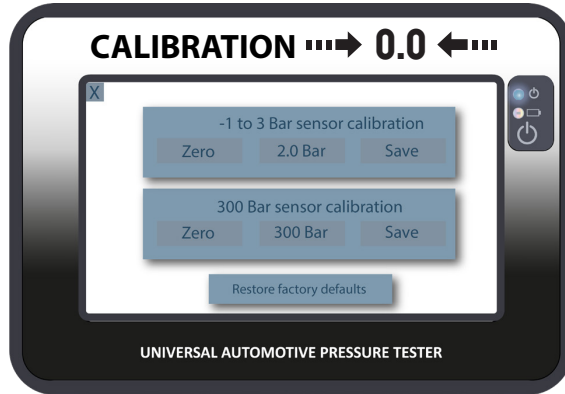 CALIBRATION 0.0
X
-1 to 3 Bar sensor calibration
Zero 2.0 Bar Save
300 Bar sensor calibration
Zero 300 Bar Save
Restore factory defaults
UNIVERSAL AUTOMOTIVE PRESSURE TESTER